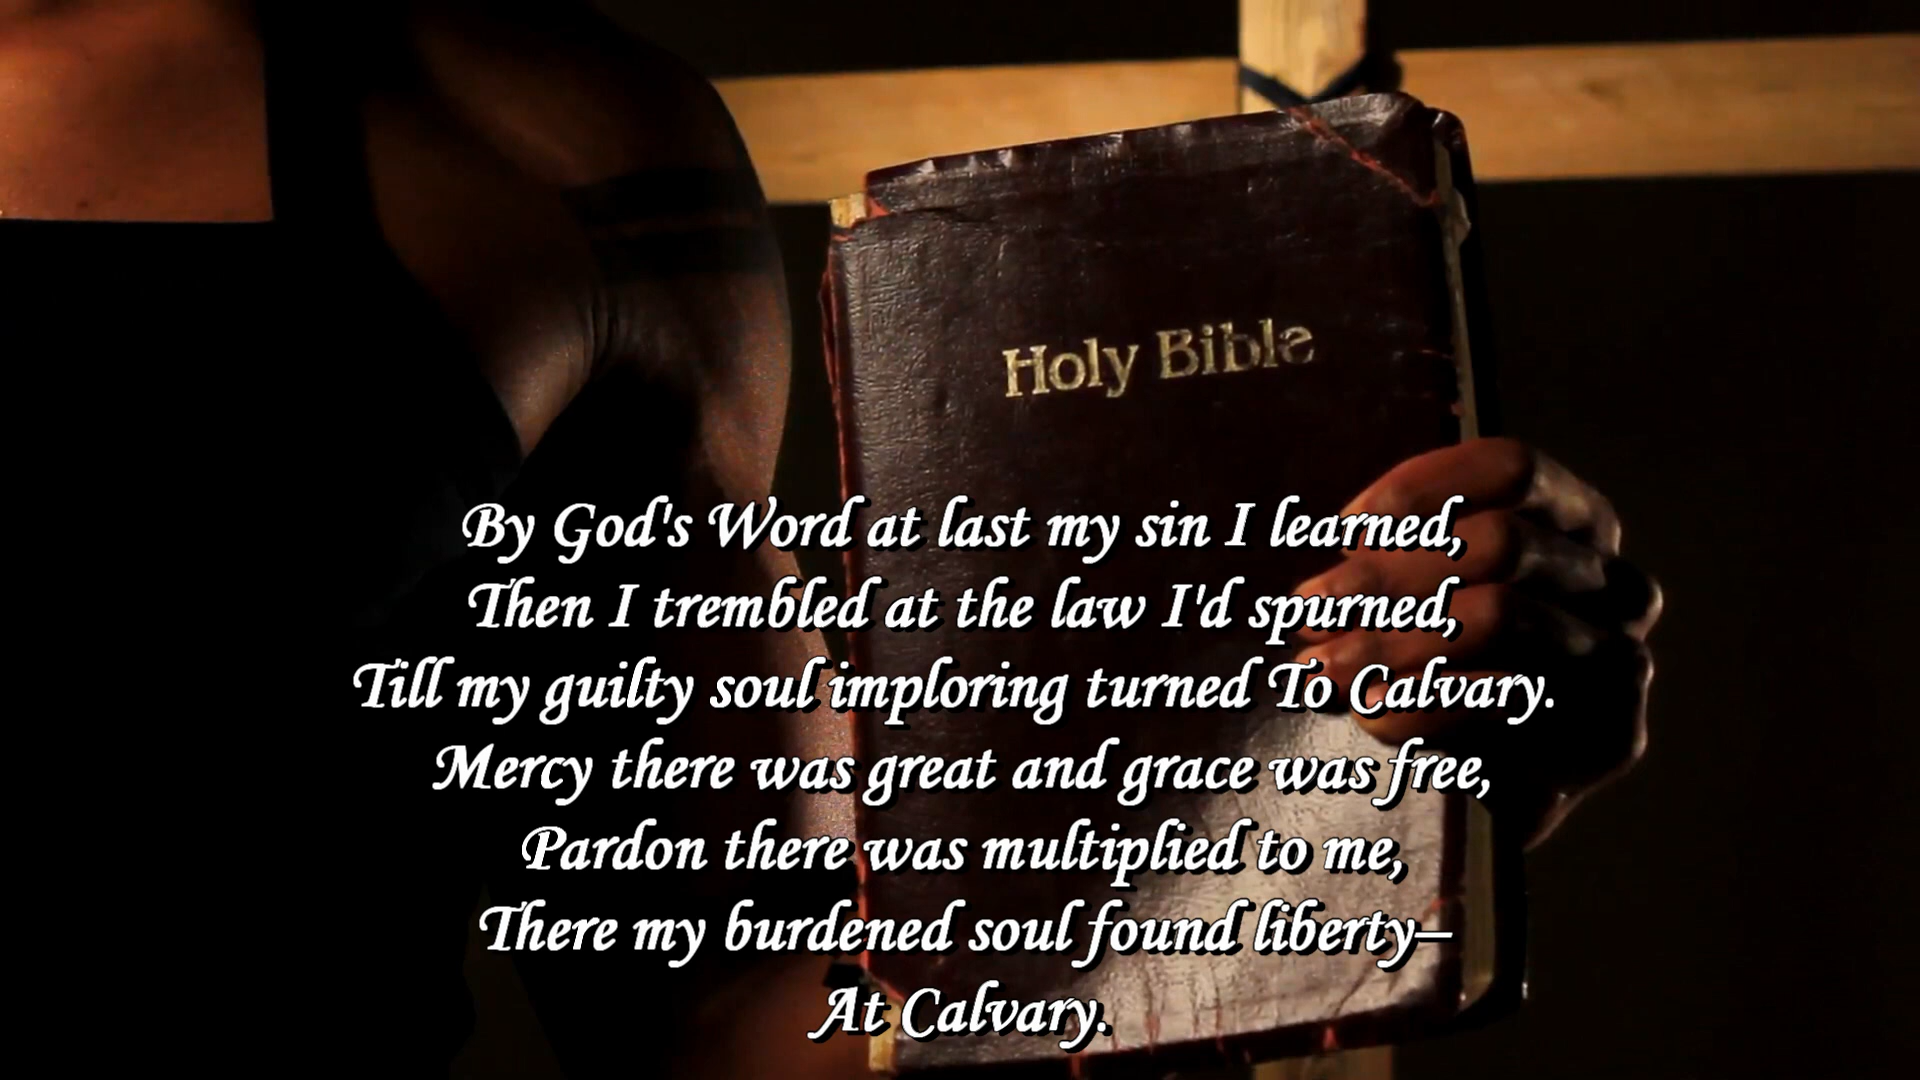 Holy Bible
By God's Word at last my sin I learned,
Then I trembled at the law I'd spurned,
Till my guilty soul imploring turned To Calvary.
Mercy there was great and grace was free,
Pardon there was multiplied to me,
There my burdened soul found liberty–
At Calvary.